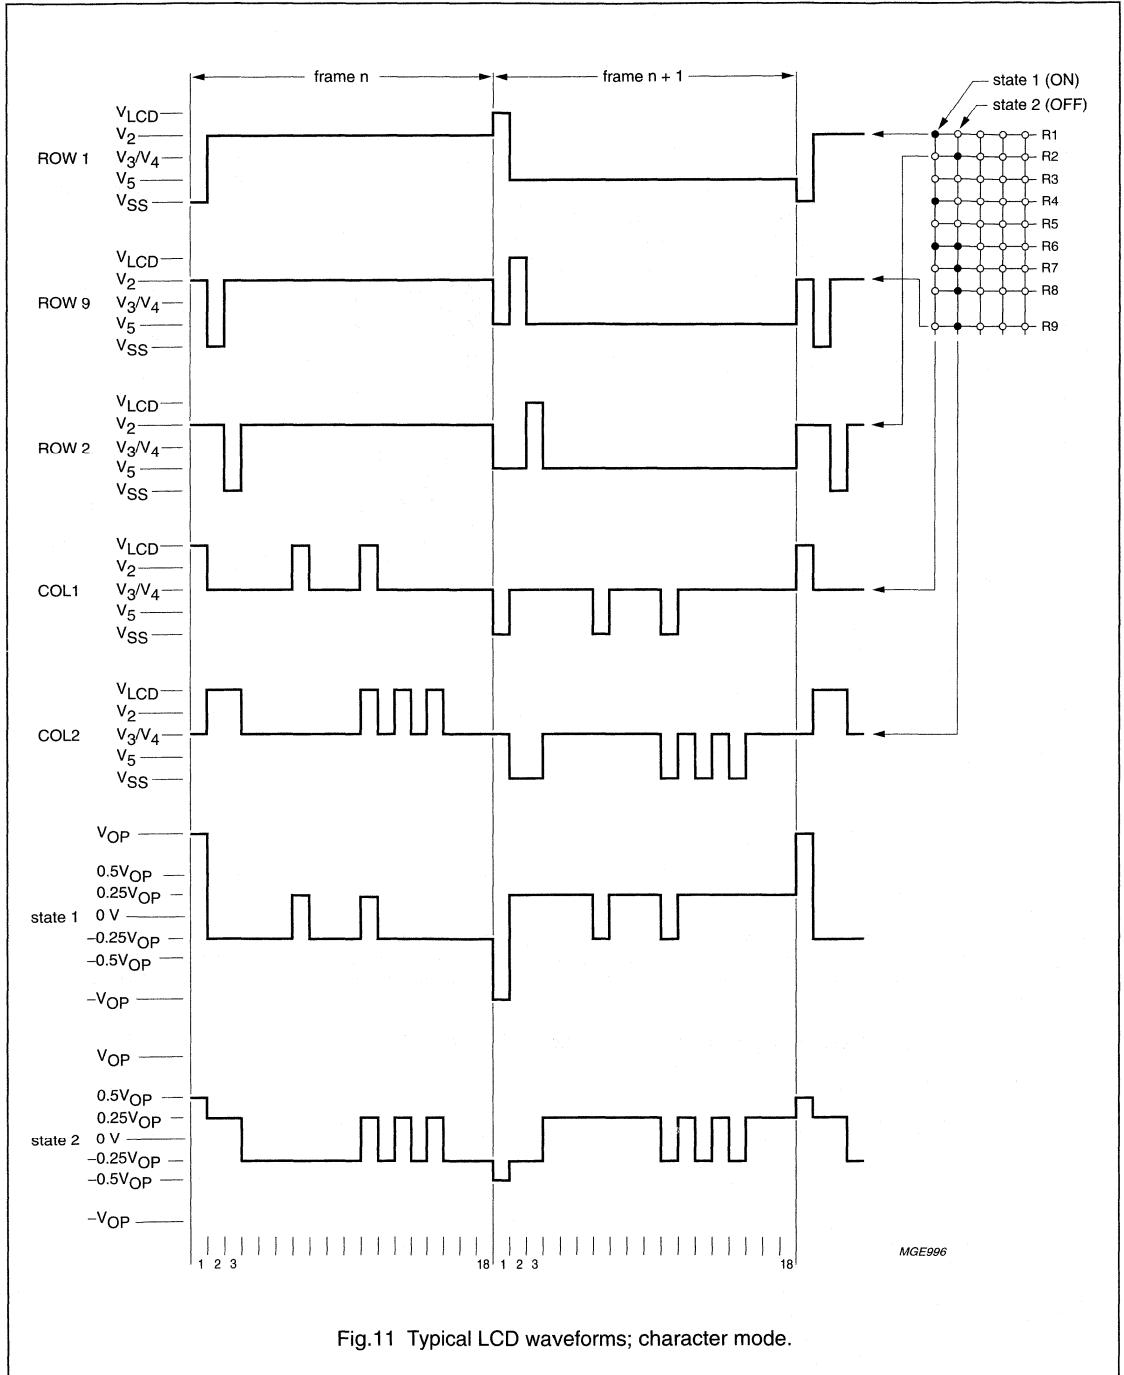 frame n
frame n + 1
state 1 (ON)
state 2 (OFF)
R1
R2
R3
R4
R5
R6
R7
R8
R9
ROW 1
VLCD
V2
V3/V4
V5
VSS
ROW 9
VLCD
V2
V3/V4
V5
VSS
ROW 2
VLCD
V2
V3/V4
V5
VSS
COL1
VLCD
V2
V3/V4
V5
VSS
COL2
VLCD
V2
V3/V4
V5
VSS
state 1
VOP
0.5VOP
0.25VOP
0 V
−0.25VOP
−0.5VOP
−VOP
state 2
VOP
0.5VOP
0.25VOP
0 V
−0.25VOP
−0.5VOP
−VOP
1 2 3 18 1 2 3 18
MGE996
Fig.11 Typical LCD waveforms; character mode.